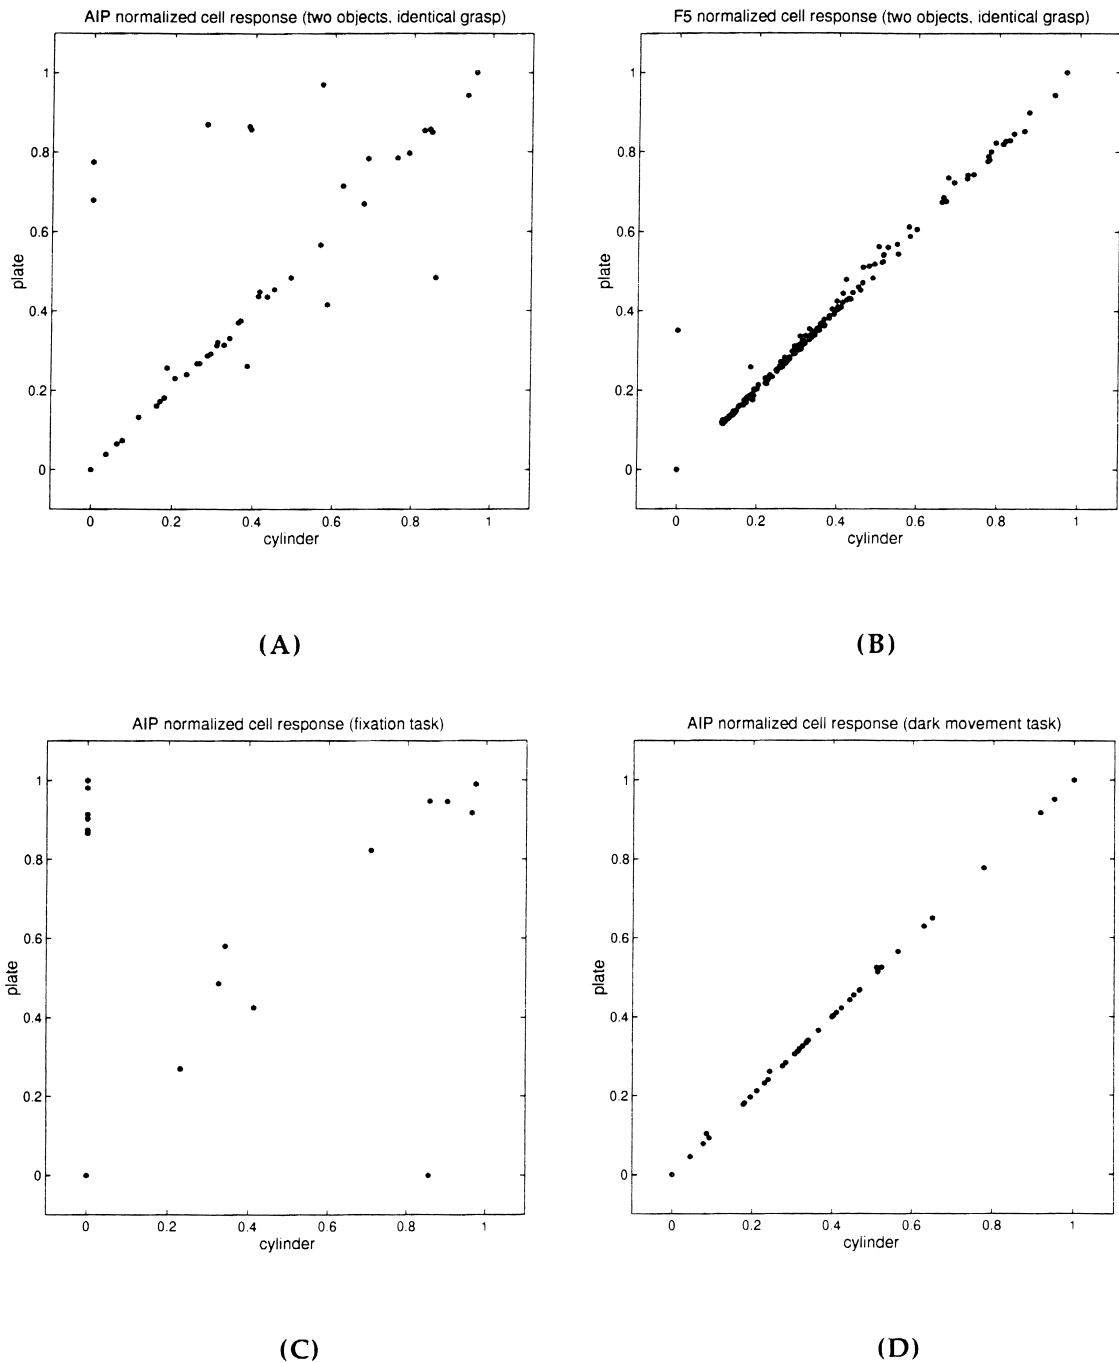 AIP normalized cell response (two objects, identical grasp)
1
0.8
0.6
0.4
0.2
0
plate
0 0.2 0.4 0.6 0.8 1
cylinder
(A)
F5 normalized cell response (two objects, identical grasp)
1
0.8
0.6
0.4
0.2
0
plate
0 0.2 0.4 0.6 0.8 1
cylinder
(B)
AIP normalized cell response (fixation task)
1
0.8
0.6
0.4
0.2
0
plate
0 0.2 0.4 0.6 0.8 1
cylinder
(C)
AIP normalized cell response (dark movement task)
1
0.8
0.6
0.4
0.2
0
plate
0 0.2 0.4 0.6 0.8 1
cylinder
(D)